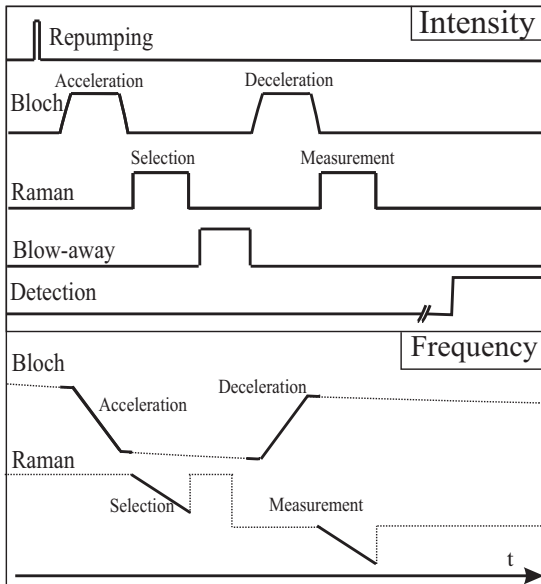 Intensity
Repumping
Acceleration
Deceleration
Bloch
Selection
Measurement
Raman
Blow-away
Detection
Frequency
Bloch
Acceleration
Deceleration
Raman
Selection
Measurement
t